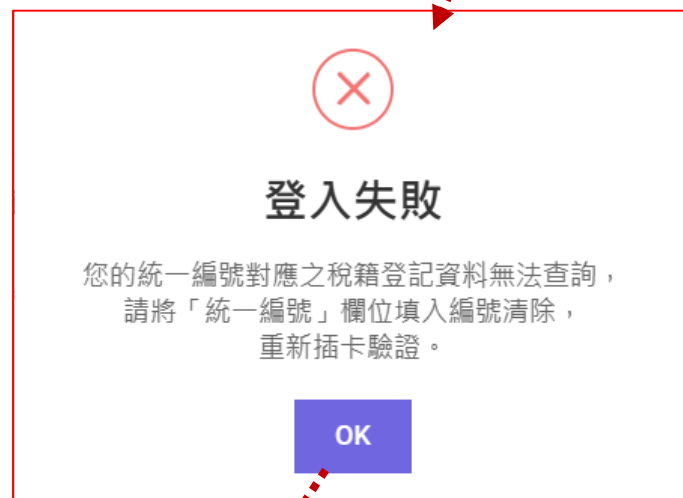 登入失敗
您的統一編號對應之稅籍登記資料無法查詢，
請將「統一編號」欄位填入編號清除，
重新插卡驗證。
OK